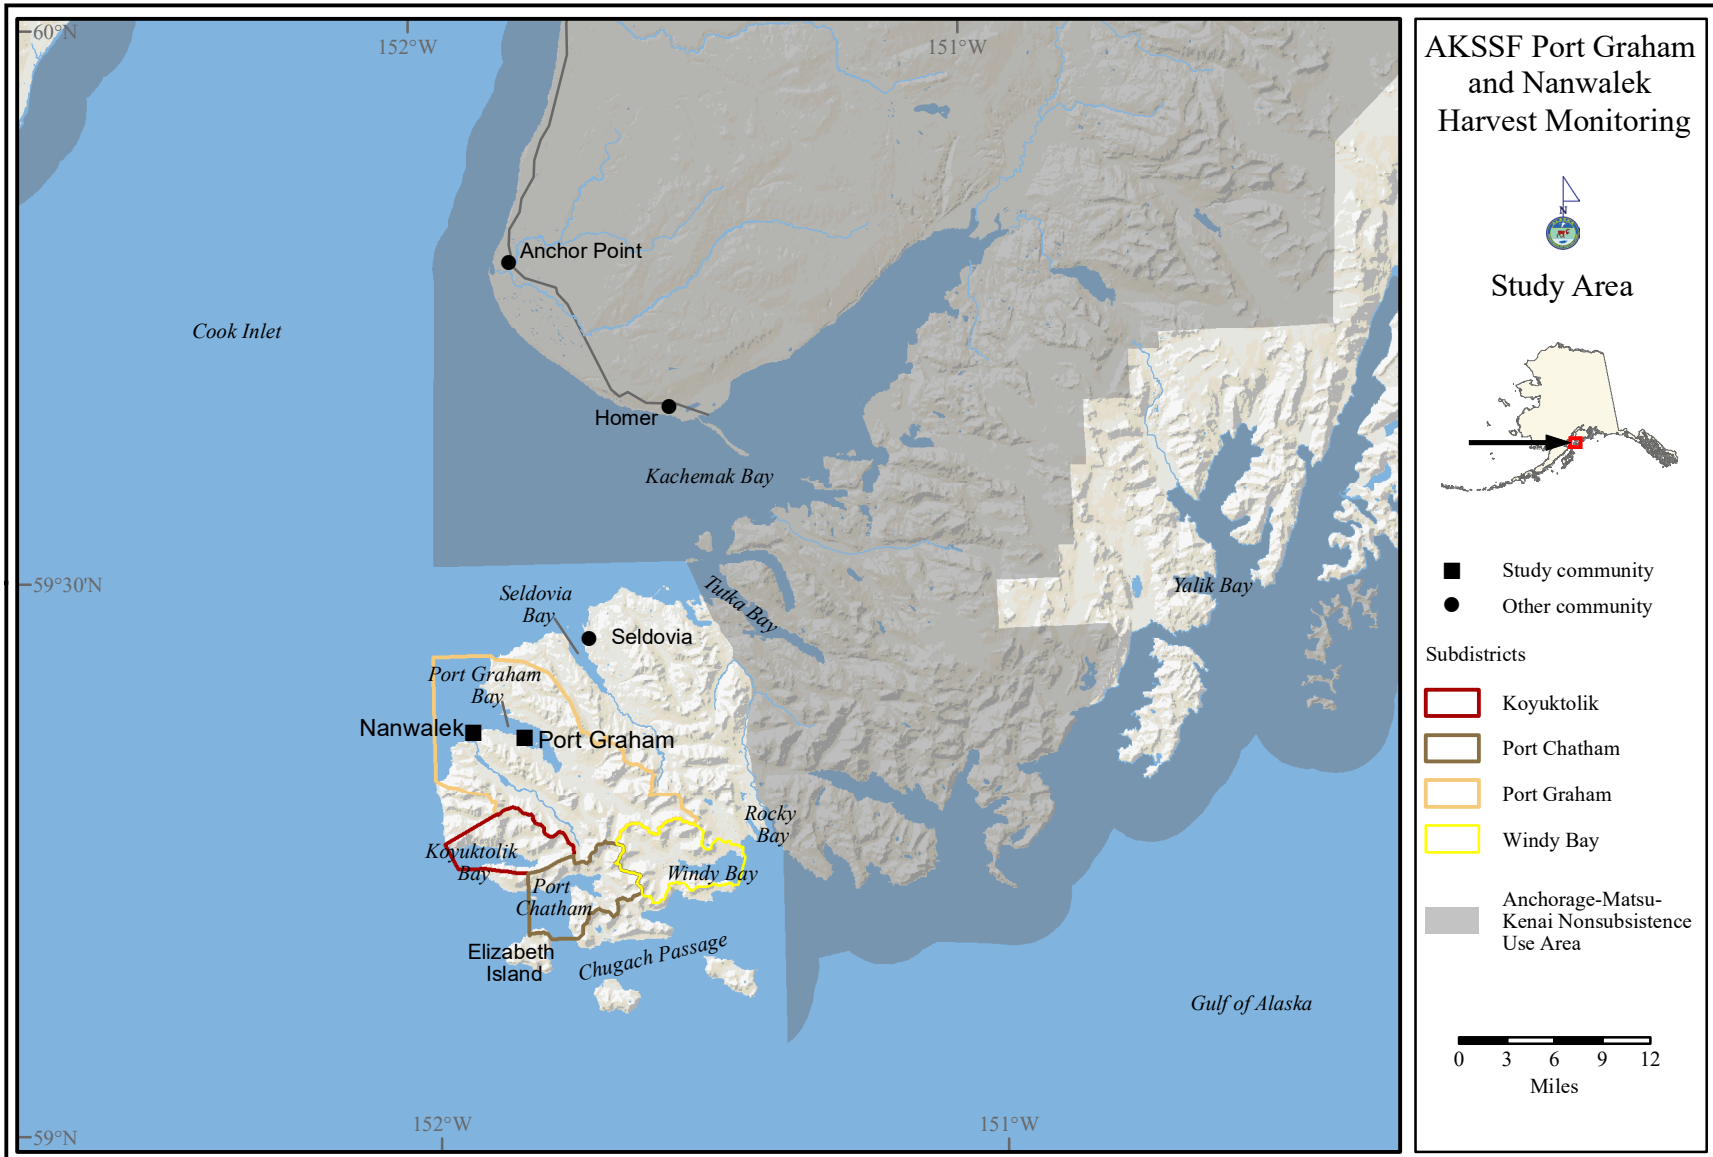 60°N
152°W
151°W
Anchor Point
Cook Inlet
Homer
Kachemak Bay
59°30'N
Seldovia
Bay
Tutka Bay
Yalik Bay
Seldovia
Port Graham
Bay
Nanwalek
Port Graham
Rocky
Bay
Koyuktolik
Bay
Windy Bay
Port
Chatham
Elizabeth
Island
Chugach Passage
Gulf of Alaska
59°N
152°W
151°W
AKSSF Port Graham
and Nanwalek
Harvest Monitoring
N
Study Area
Study community
Other community
Subdistricts
Koyuktolik
Port Chatham
Port Graham
Windy Bay
Anchorage-Matsu-
Kenai Nonsubsistence
Use Area
0 3 6 9 12
Miles